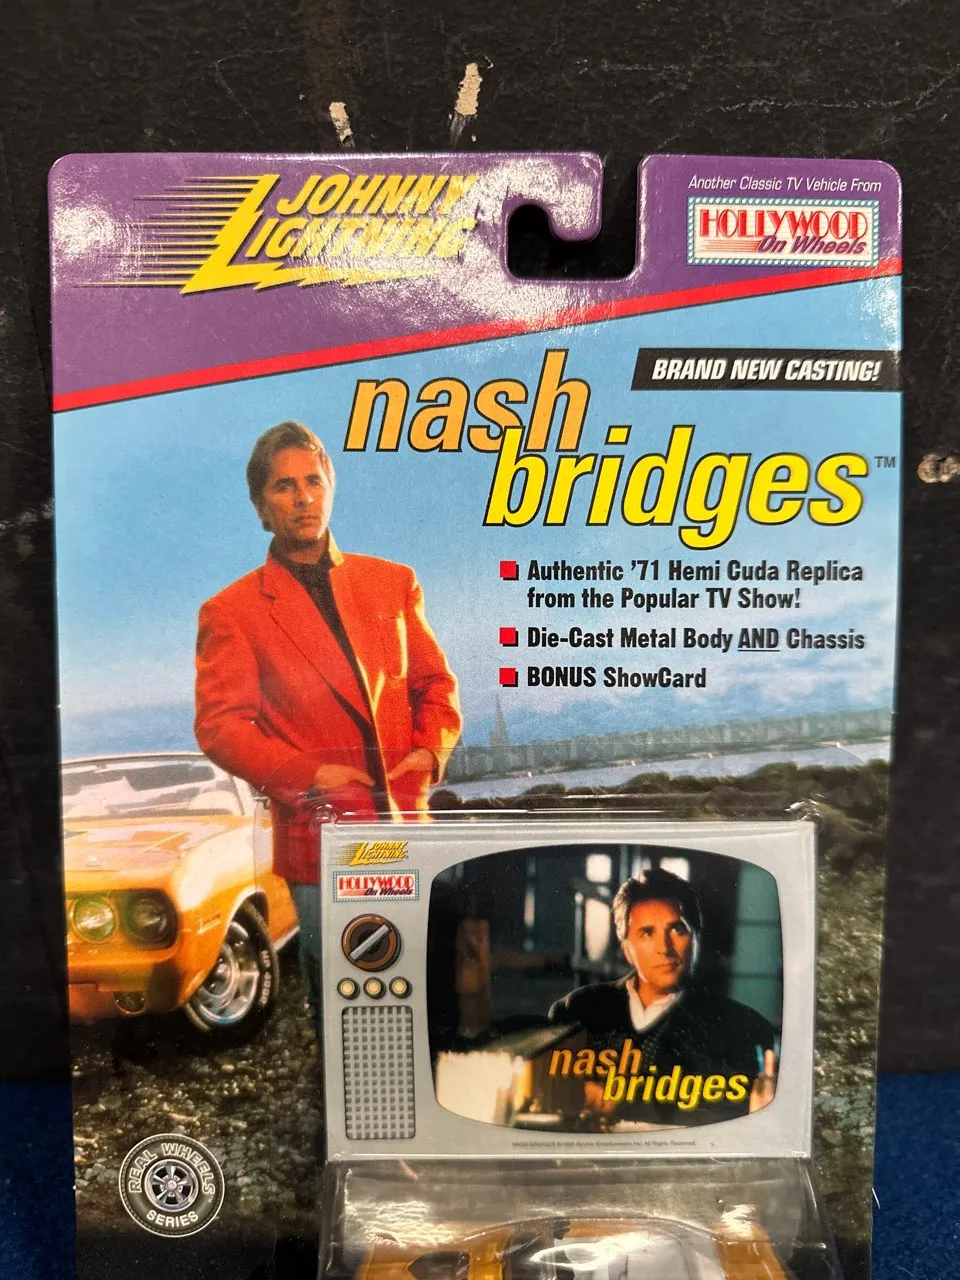 JOHNNY
LIGHTNING
Another Classic TV Vehicle From
HOLLYWOOD
On Wheels
BRAND NEW CASTING!
nash
bridges™
Authentic '71 Hemi Cuda Replica
from the Popular TV Show!
Die-Cast Metal Body AND Chassis
BONUS ShowCard
JOHNNY
LIGHTNING
HOLLYWOOD
On Wheels
nash
bridges
REAL WHEELS
SERIES